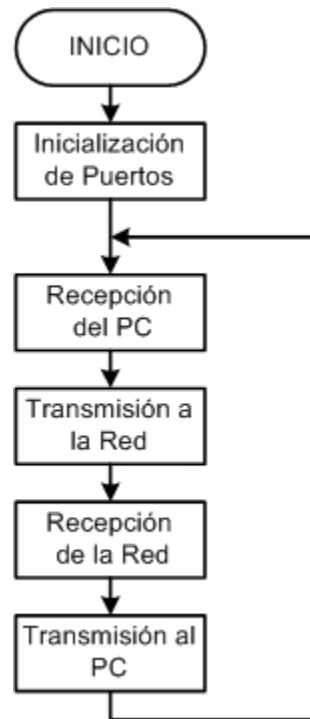 INICIO
Inicialización
de Puertos
Recepción
del PC
Transmisión a
la Red
Recepción
de la Red
Transmisión al
PC